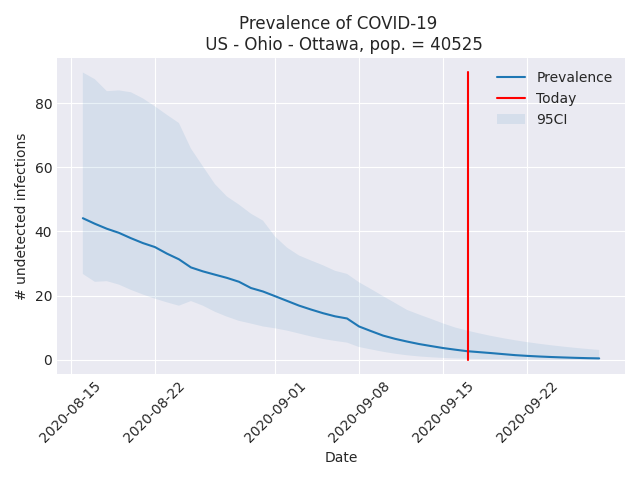 Prevalence of COVID-19
US - Ohio - Ottawa, pop. = 40525
Prevalence
Today
95CI
# undetected infections
80
60
40
20
0
2020-08-15
2020-08-22
2020-09-01
2020-09-08
2020-09-15
2020-09-22
Date